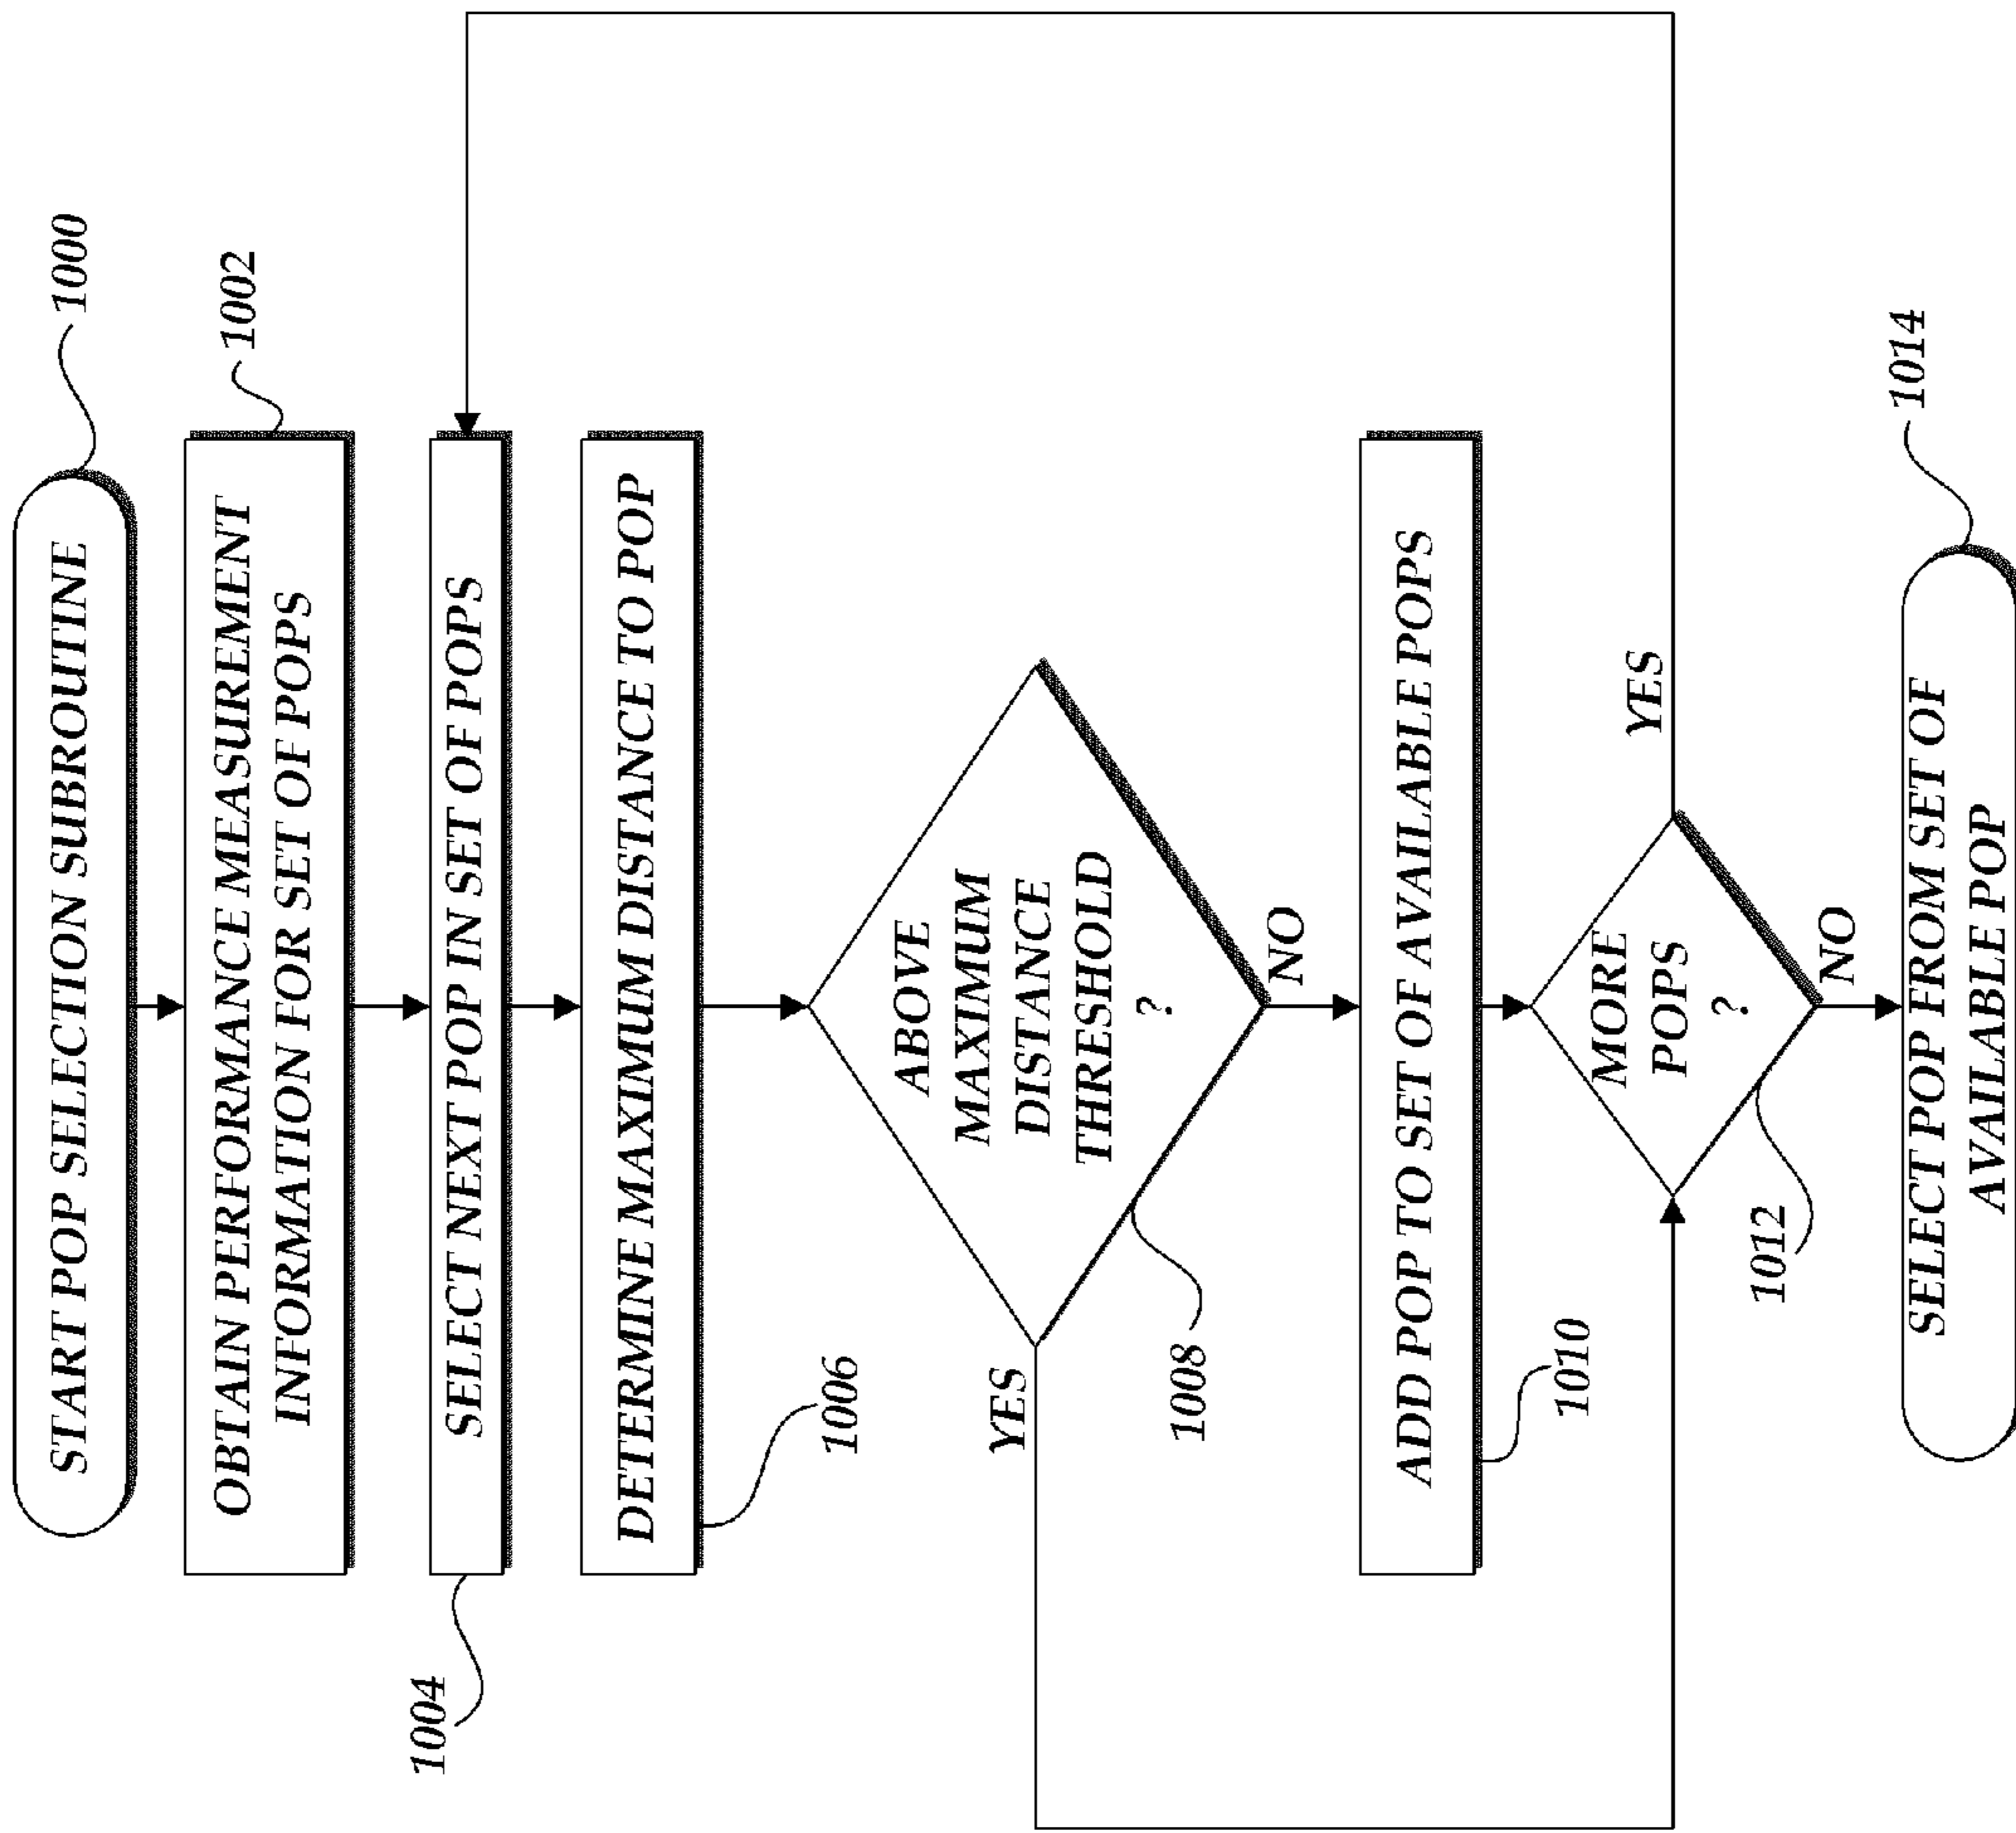 START POP SELECTION SUBROUTINE
1000
OBTAIN PERFORMANCE MEASUREMENT
INFORMATION FOR SET OF POPS
1002
SELECT NEXT POP IN SET OF POPS
1004
DETERMINE MAXIMUM DISTANCE TO POP
1006
ABOVE
MAXIMUM
DISTANCE
THRESHOLD
?
YES
1008
NO
ADD POP TO SET OF AVAILABLE POPS
1010
MORE
POPS
?
YES
1012
NO
SELECT POP FROM SET OF
AVAILABLE POP
1014